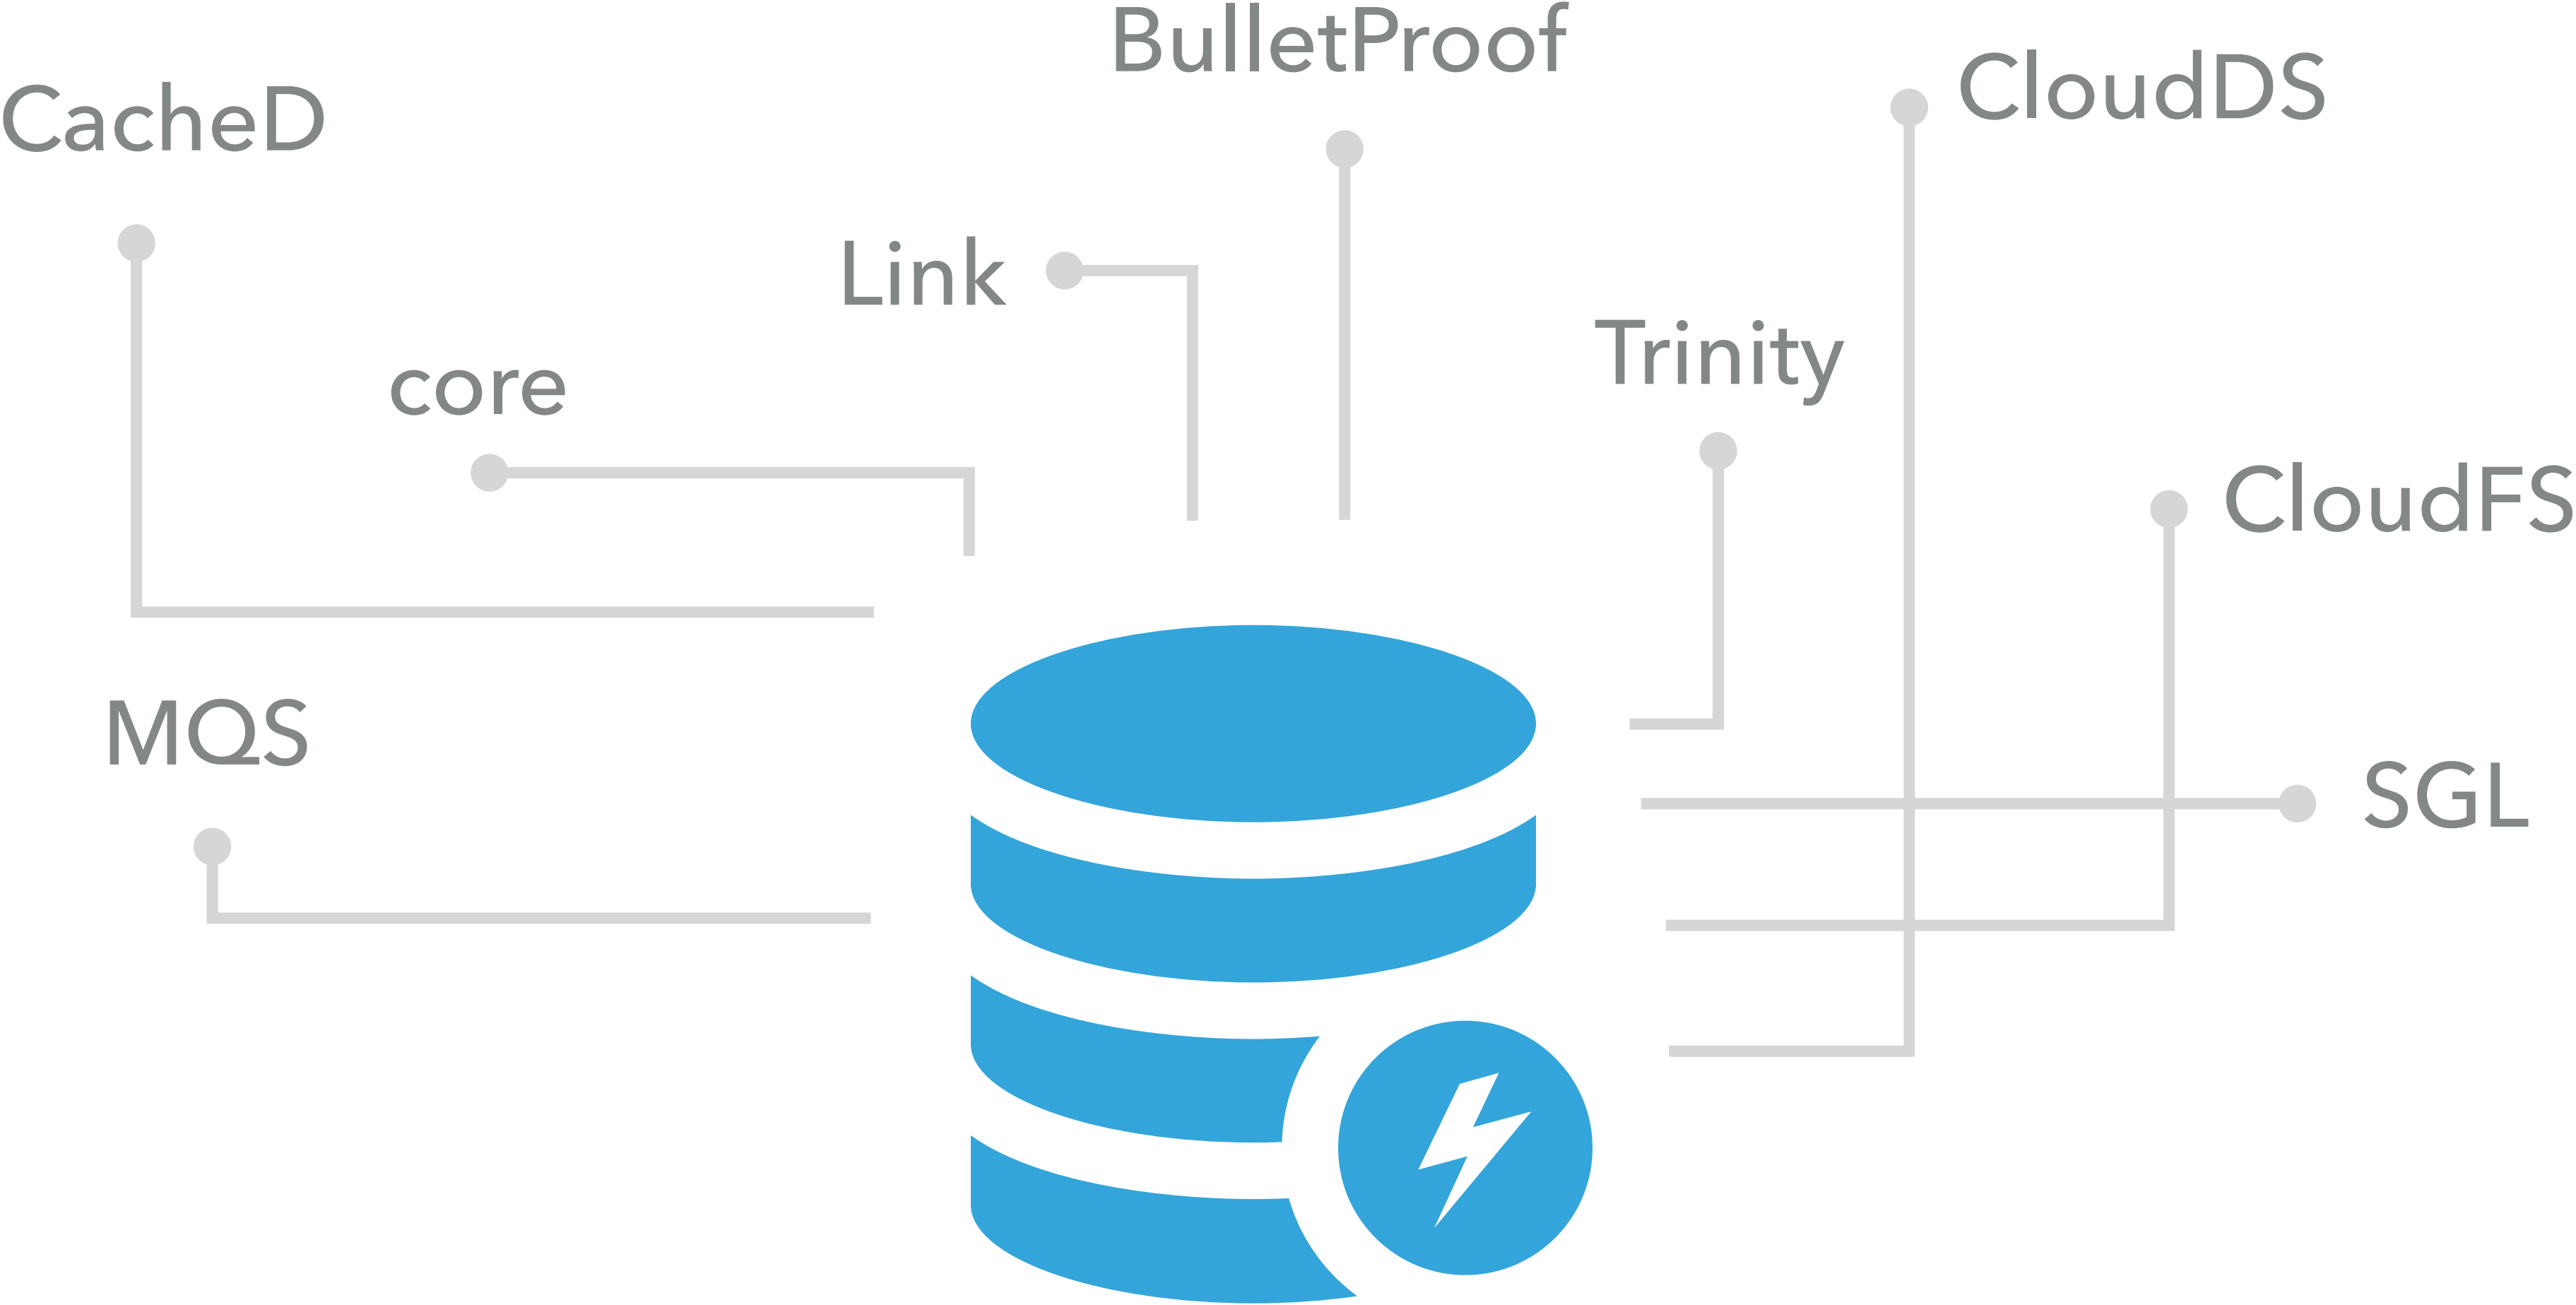 BulletProof
CloudDS
CacheD
Link
Trinity
core
CloudFS
MQS
SGL